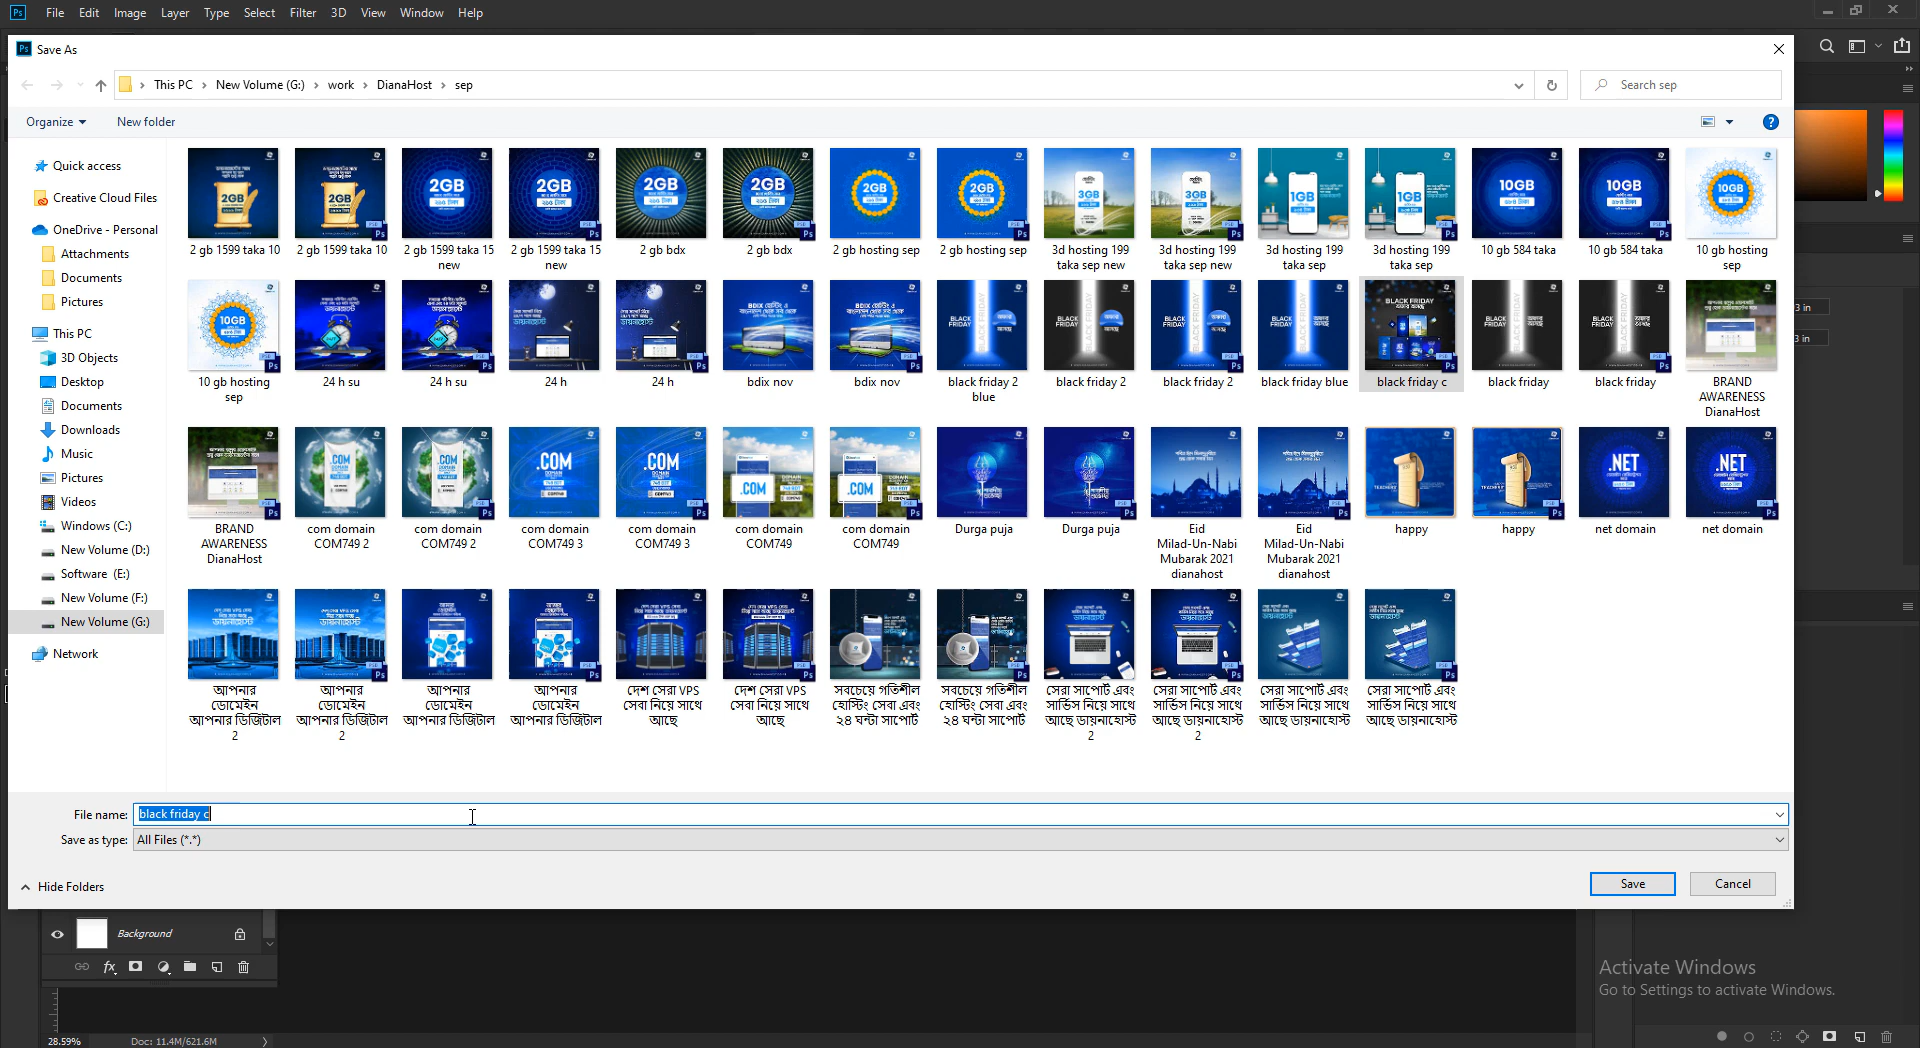 File Edit Image Layer Type Select Filter 3D View Window Help
Save As
This PC > New Volume (G:) > work > DianaHost > sep
Search sep
Organize
New folder
Quick access
Creative Cloud Files
OneDrive - Personal
Attachments
Documents
Pictures
This PC
3D Objects
Desktop
Documents
Downloads
Music
Pictures
Videos
Windows (C:)
New Volume (D:)
Software (E:)
New Volume (F:)
New Volume (G:)
Network
2 gb 1599 taka 10
2 gb 1599 taka 10
2 gb 1599 taka 15
new
2 gb 1599 taka 15
new
2 gb bdx
2 gb bdx
2 gb hosting sep
2 gb hosting sep
3d hosting 199
taka sep new
3d hosting 199
taka sep new
3d hosting 199
taka sep
3d hosting 199
taka sep
10 gb 584 taka
10 gb 584 taka
10 gb hosting
sep
10 gb hosting
sep
24 h su
24 h su
24 h
24 h
bdix nov
bdix nov
black friday 2
blue
black friday 2
black friday 2
black friday blue
black friday c
black friday
black friday
BRAND
AWARENESS
DianaHost
BRAND
AWARENESS
DianaHost
com domain
COM749 2
com domain
COM749 2
com domain
COM749 3
com domain
COM749 3
com domain
COM749
com domain
COM749
Durga puja
Durga puja
Eid
Milad-Un-Nabi
Mubarak 2021
dianahost
Eid
Milad-Un-Nabi
Mubarak 2021
dianahost
happy
happy
net domain
net domain
আপনার
ডোমেইন
আপনার ডিজিটাল
2
আপনার
ডোমেইন
আপনার ডিজিটাল
2
আপনার
ডোমেইন
আপনার ডিজিটাল
আপনার
ডোমেইন
আপনার ডিজিটাল
দেশ সেরা VPS
সেবা নিয়ে সাথে
আছে
দেশ সেরা VPS
সেবা নিয়ে সাথে
আছে
সবচেয়ে গতিশীল
হোস্টিং সেবা এবং
২৪ ঘন্টা সাপোর্ট
সবচেয়ে গতিশীল
হোস্টিং সেবা এবং
২৪ ঘন্টা সাপোর্ট
সেরা সাপোর্ট এবং
সার্ভিস নিয়ে সাথে
আছে ডায়নাহোস্ট
2
সেরা সাপোর্ট এবং
সার্ভিস নিয়ে সাথে
আছে ডায়নাহোস্ট
2
সেরা সাপোর্ট এবং
সার্ভিস নিয়ে সাথে
আছে ডায়নাহোস্ট
সেরা সাপোর্ট এবং
সার্ভিস নিয়ে সাথে
আছে ডায়নাহোস্ট
File name: black friday c
Save as type: All Files (*.*)
Hide Folders
Save
Cancel
3 in
3 in
Background
Activate Windows
Go to Settings to activate Windows.
28.59%
Doc: 11.4M/621.6M